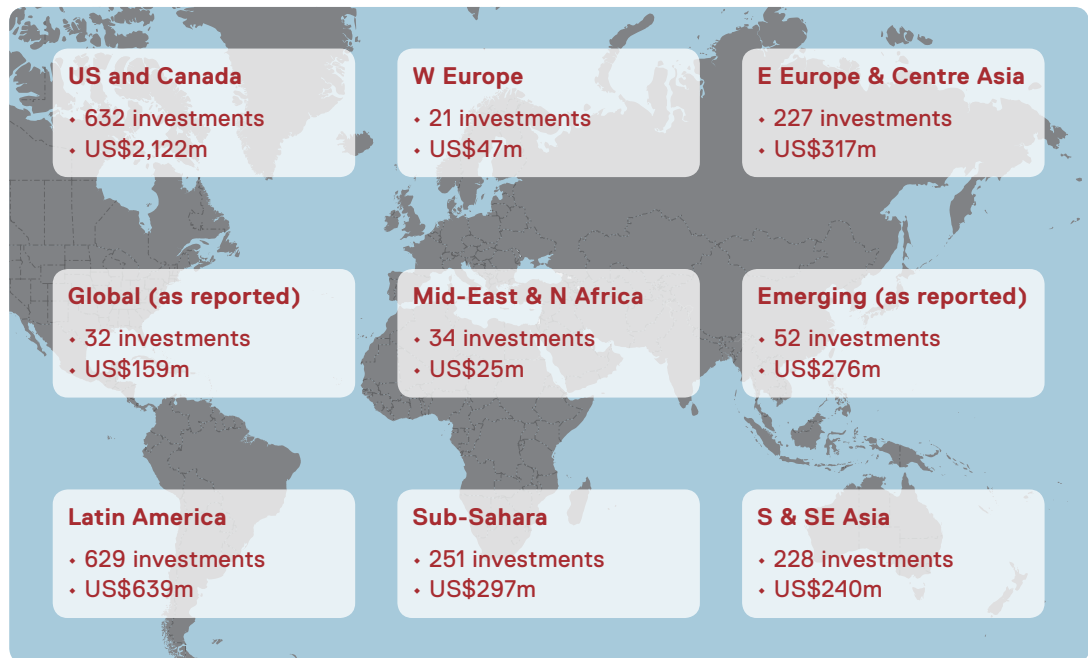 US and Canada
• 632 investments
• US$2,122m
W Europe
• 21 investments
• US$47m
E Europe & Centre Asia
• 227 investments
• US$317m
Global (as reported)
• 32 investments
• US$159m
Mid-East & N Africa
• 34 investments
• US$25m
Emerging (as reported)
• 52 investments
• US$276m
Latin America
• 629 investments
• US$639m
Sub-Sahara
• 251 investments
• US$297m
S & SE Asia
• 228 investments
• US$240m